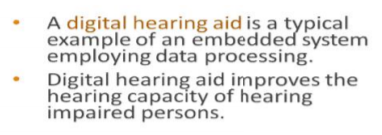 • A digital hearing aid is a typical
example of an embedded system
employing data processing.
• Digital hearing aid improves the
hearing capacity of hearing
impaired persons.